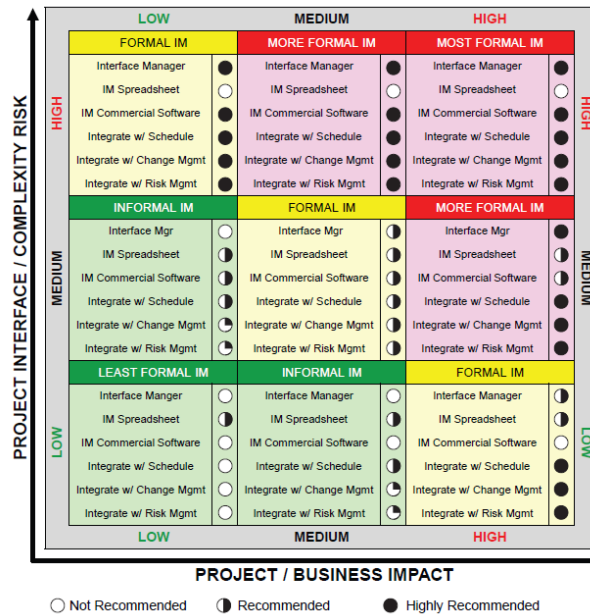 LOW MEDIUM HIGH
FORMAL IM MORE FORMAL IM MOST FORMAL IM
Interface Manager Interface Manager Interface Manager
IM Spreadsheet IM Spreadsheet IM Spreadsheet
IM Commercial Software IM Commercial Software IM Commercial Software
Integrate w/ Schedule Integrate w/ Schedule Integrate w/ Schedule
Integrate w/ Change Mgmt Integrate w/ Change Mgmt Integrate w/ Change Mgmt
Integrate w/ Risk Mgmt Integrate w/ Risk Mgmt Integrate w/ Risk Mgmt
HIGH HIGH
INFORMAL IM FORMAL IM MORE FORMAL IM
Interface Mgr Interface Mgr Interface Mgr
IM Spreadsheet IM Spreadsheet IM Spreadsheet
IM Commercial Software IM Commercial Software IM Commercial Software
Integrate w/ Schedule Integrate w/ Schedule Integrate w/ Schedule
Integrate w/ Change Mgmt Integrate w/ Change Mgmt Integrate w/ Change Mgmt
Integrate w/ Risk Mgmt Integrate w/ Risk Mgmt Integrate w/ Risk Mgmt
MEDIUM MEDIUM
LEAST FORMAL IM INFORMAL IM FORMAL IM
Interface Manger Interface Manager Interface Manager
IM Spreadsheet IM Spreadsheet IM Spreadsheet
IM Commercial Software IM Commercial Software IM Commercial Software
Integrate w/ Schedule Integrate w/ Schedule Integrate w/ Schedule
Integrate w/ Change Mgmt Integrate w/ Change Mgmt Integrate w/ Change Mgmt
Integrate w/ Risk Mgmt Integrate w/ Risk Mgmt Integrate w/ Risk Mgmt
LOW LOW
LOW MEDIUM HIGH
PROJECT INTERFACE / COMPLEXITY RISK
PROJECT / BUSINESS IMPACT
Not Recommended Recommended Highly Recommended